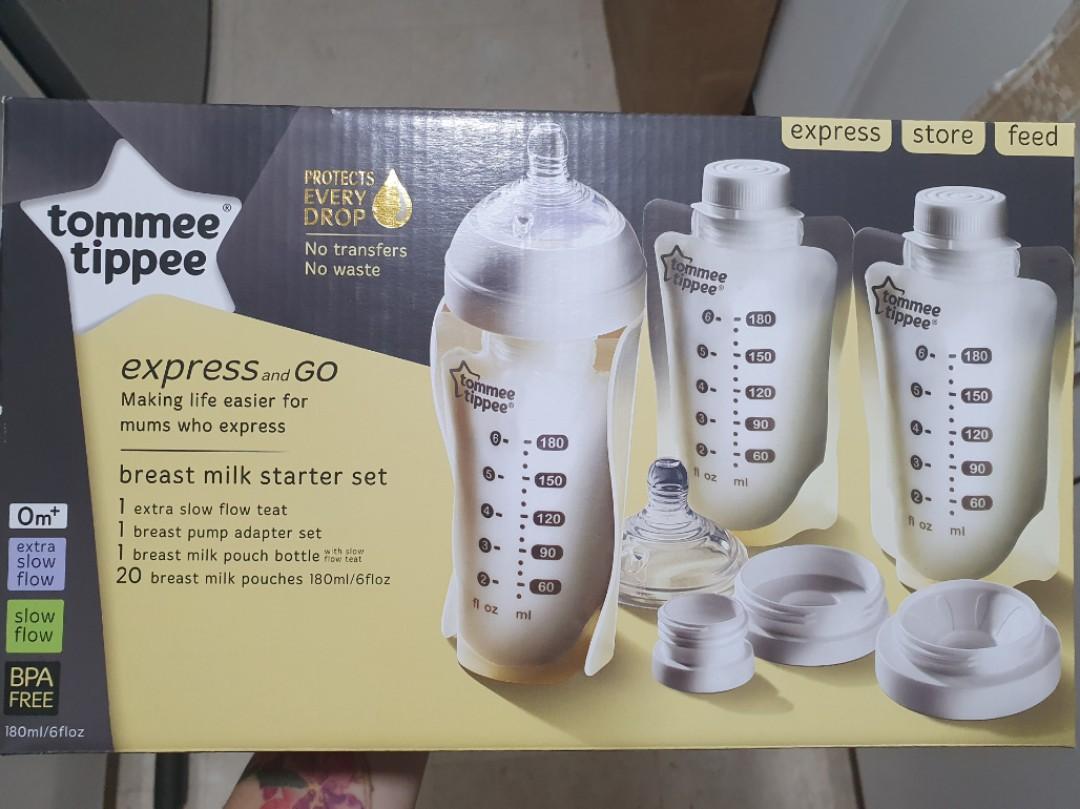 express store feed
tommee®
tippee
PROTECTS
EVERY
DROP
No transfers
No waste
express and GO
Making life easier for
mums who express
breast milk starter set
1 extra slow flow teat
1 breast pump adapter set
1 breast milk pouch bottle with slow
flow teat
20 breast milk pouches 180ml/6floz
0m+
extra
slow
flow
slow
flow
BPA
FREE
180ml/6floz
tommee
tippee®
6 180
5 150
4 120
3 90
2 60
fl oz ml
tommee
tippee®
6 180
5 150
4 120
3 90
2 60
fl oz ml
tommee
tippee®
6 180
5 150
4 120
3 90
2 60
fl oz ml